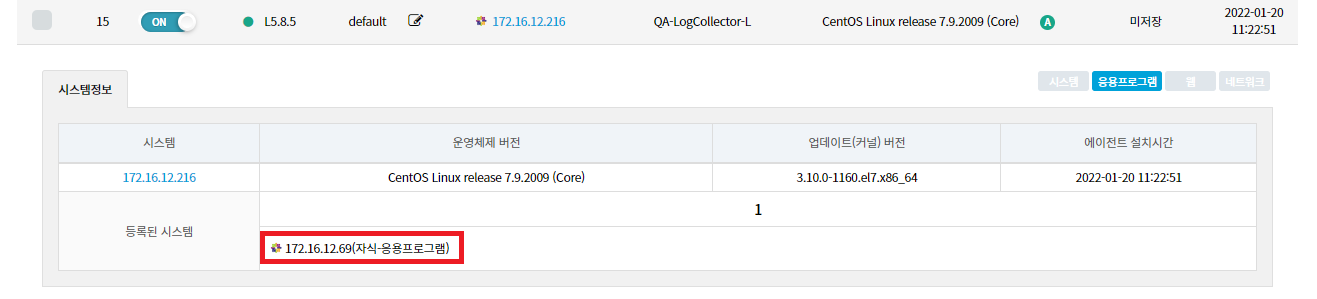 15 ON L5.8.5 default 172.16.12.216 QA-LogCollector-L CentOS Linux release 7.9.2009 (Core) A 미저장 2022-01-20
11:22:51
시스템정보 시스템 응용프로그램 웹 네트워크
시스템 운영체제 버전 업데이트(커널) 버전 에이전트 설치시간
172.16.12.216 CentOS Linux release 7.9.2009 (Core) 3.10.0-1160.el7.x86_64 2022-01-20 11:22:51
등록된 시스템
1
172.16.12.69(자식-응용프로그램)